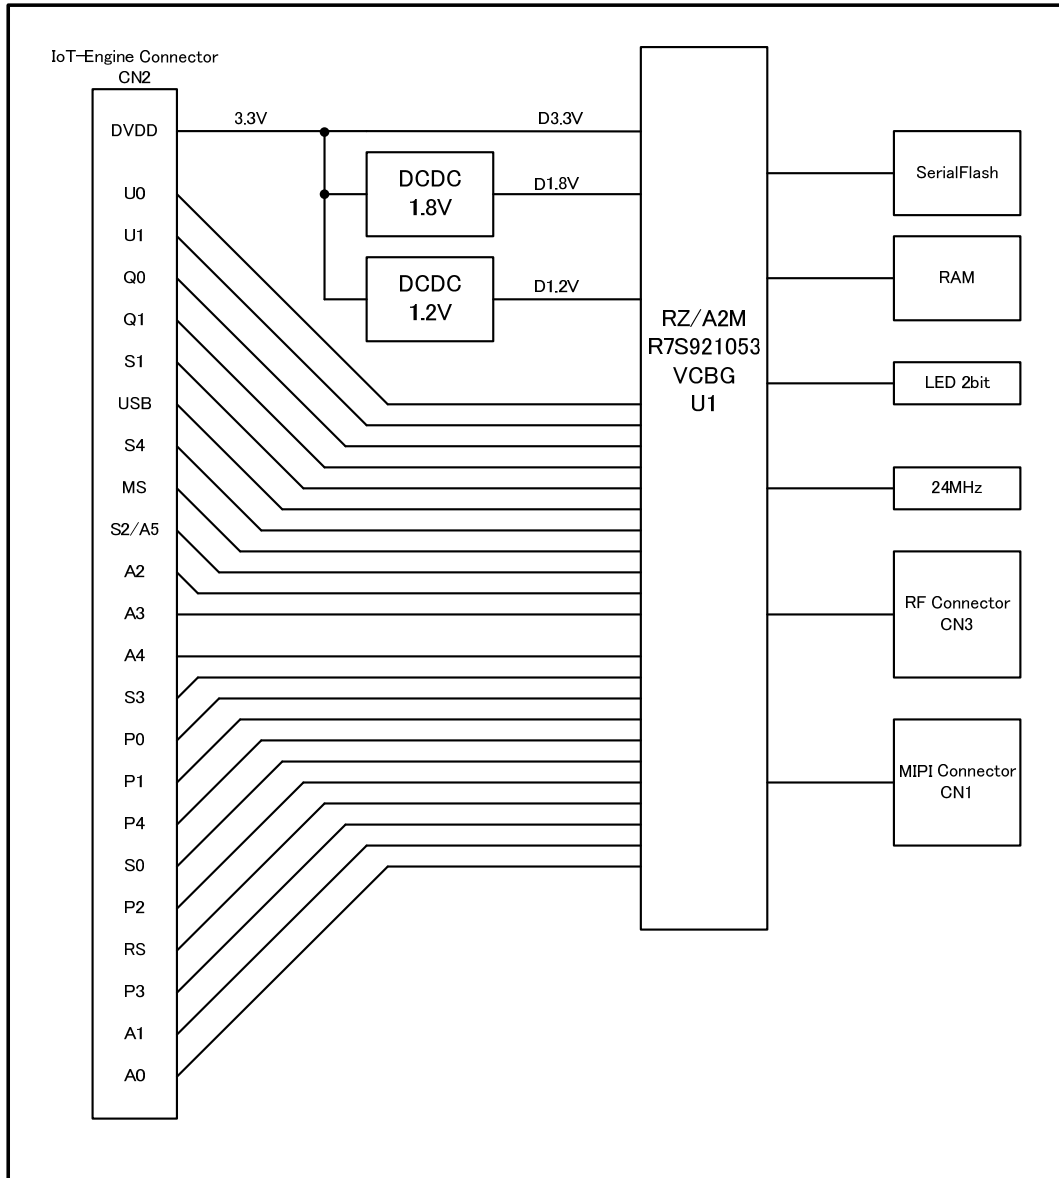 IoT-Engine Connector
CN2
DVDD
U0
U1
Q0
Q1
S1
USB
S4
MS
S2/A5
A2
A3
A4
S3
P0
P1
P4
S0
P2
RS
P3
A1
A0
3.3V
D3.3V
DCDC
1.8V
D1.8V
DCDC
1.2V
D1.2V
RZ/A2M
R7S921053
VCBG
U1
SerialFlash
RAM
LED 2bit
24MHz
RF Connector
CN3
MIPI Connector
CN1